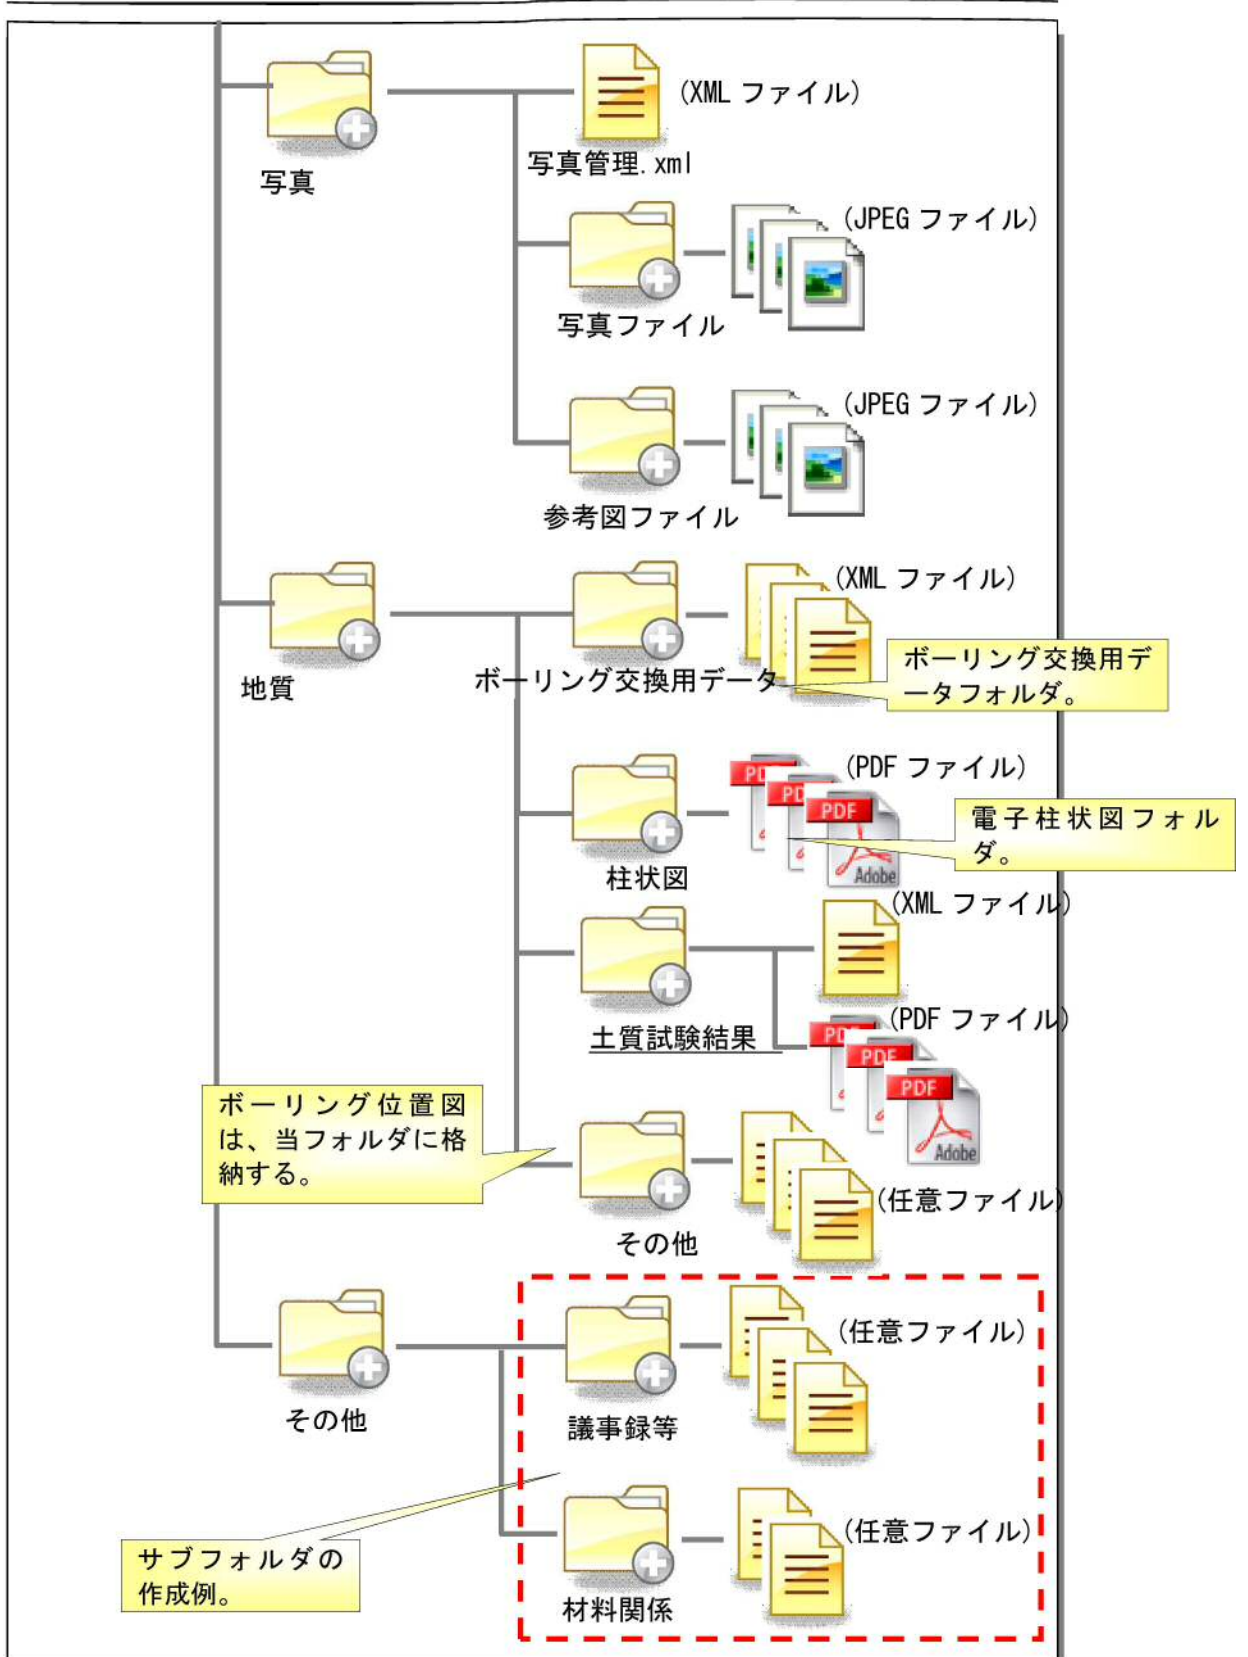 (XML ファイル)
写真管理.xml
写真
(JPEG ファイル)
写真ファイル
(JPEG ファイル)
参考図ファイル
(XML ファイル)
ボーリング交換用データ
地質
ボーリング交換用デ
ータフォルダ。
(PDF ファイル)
PDF
PDF
PDF
Adobe
電子柱状図フォル
ダ。
柱状図
(XML ファイル)
土質試験結果
(PDF ファイル)
PDF
PDF
PDF
Adobe
ボーリング位置図
は、当フォルダに格
納する。
(任意ファイル)
その他
(任意ファイル)
その他
議事録等
(任意ファイル)
サブフォルダの
作成例。
材料関係